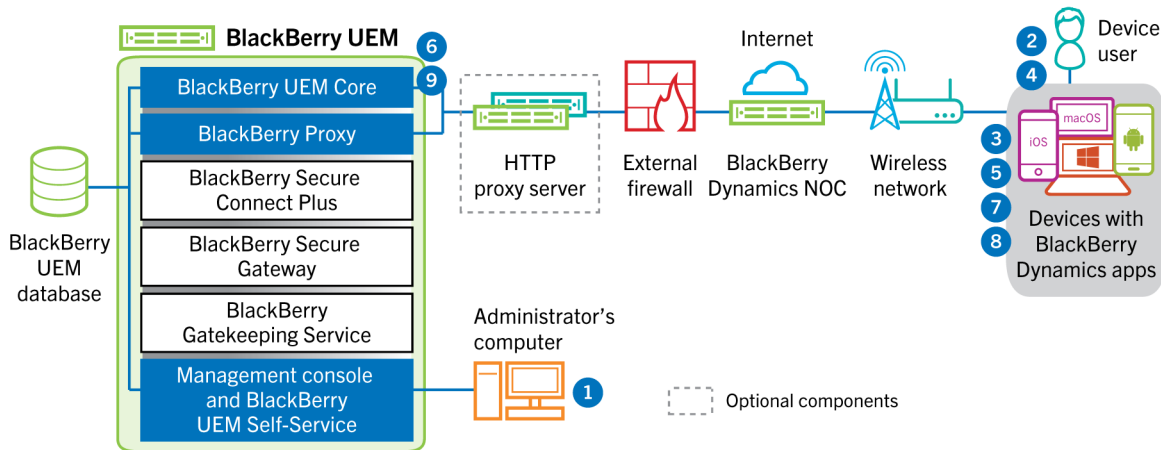 BlackBerry UEM
6
9
BlackBerry UEM Core
BlackBerry Proxy
BlackBerry Secure
Connect Plus
BlackBerry Secure
Gateway
BlackBerry
Gatekeeping Service
Management console
and BlackBerry
UEM Self-Service
BlackBerry
UEM
database
HTTP
proxy server
External
firewall
Internet
BlackBerry
Dynamics NOC
Wireless
network
2
4
Device
user
3
5
7
8
iOS
macOS
Devices with
BlackBerry
Dynamics apps
Administrator's
computer
1
Optional components